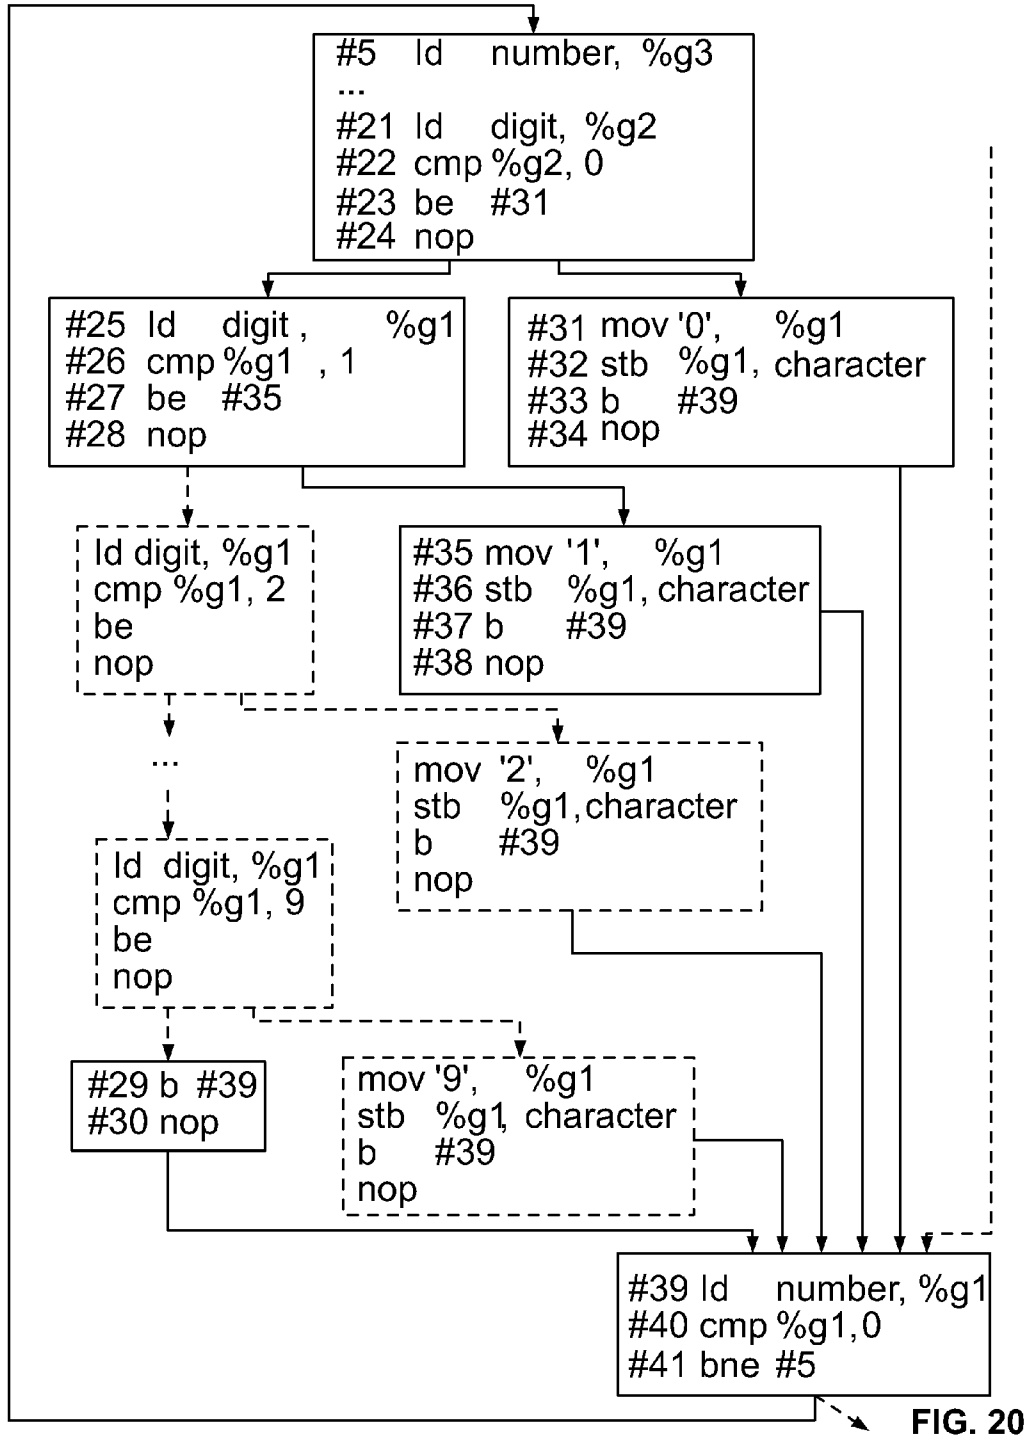 #5 ld number, %g3
...
#21 ld digit, %g2
#22 cmp %g2, 0
#23 be #31
#24 nop
#25 ld digit , %g1
#26 cmp %g1 , 1
#27 be #35
#28 nop
#31 mov '0', %g1
#32 stb %g1, character
#33 b #39
#34 nop
ld digit, %g1
cmp %g1, 2
be
nop
#35 mov '1', %g1
#36 stb %g1, character
#37 b #39
#38 nop
...
mov '2', %g1
stb %g1, character
b #39
nop
ld digit, %g1
cmp %g1, 9
be
nop
#29 b #39
#30 nop
mov '9', %g1
stb %g1, character
b #39
nop
#39 ld number, %g1
#40 cmp %g1,0
#41 bne #5
FIG. 20